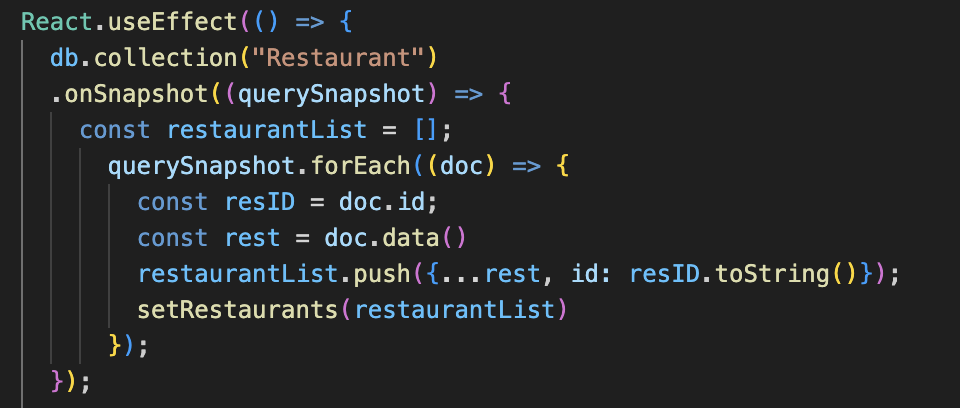 React.useEffect(() => {
db.collection("Restaurant")
.onSnapshot((querySnapshot) => {
const restaurantList = [];
querySnapshot.forEach((doc) => {
const resID = doc.id;
const rest = doc.data()
restaurantList.push({...rest, id: resID.toString()});
setRestaurants(restaurantList)
});
});